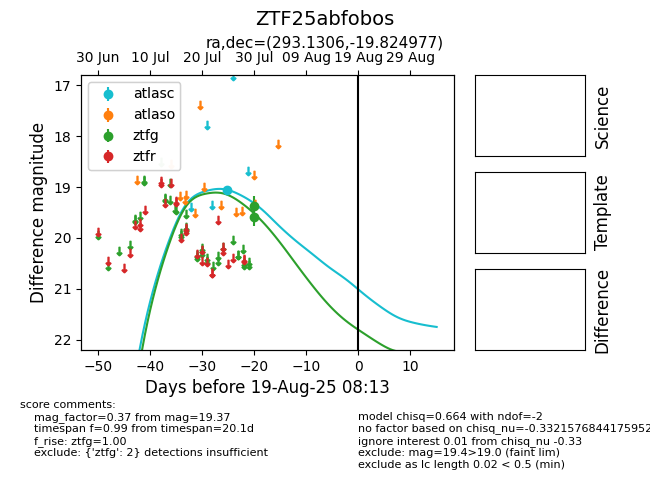 ZTF25abfobos
ra,dec=(293.1306,-19.824977)
30 Jun 10 Jul 20 Jul 30 Jul 09 Aug 19 Aug 29 Aug
atlasc
atlaso
ztfg
ztfr
17
18
19
20
21
22
Difference magnitude
−50 −40 −30 −20 −10 0 10
Days before 19-Aug-25 08:13
Science
Template
Difference
score comments:
mag_factor=0.37 from mag=19.37
timespan f=0.99 from timespan=20.1d
f_rise: ztfg=1.00
exclude: {'ztfg': 2} detections insufficient
model chisq=0.664 with ndof=-2
no factor based on chisq_nu=-0.3321576844175952
ignore interest 0.01 from chisq_nu -0.33
exclude: mag=19.4>19.0 (faint lim)
exclude as lc length 0.02 < 0.5 (min)